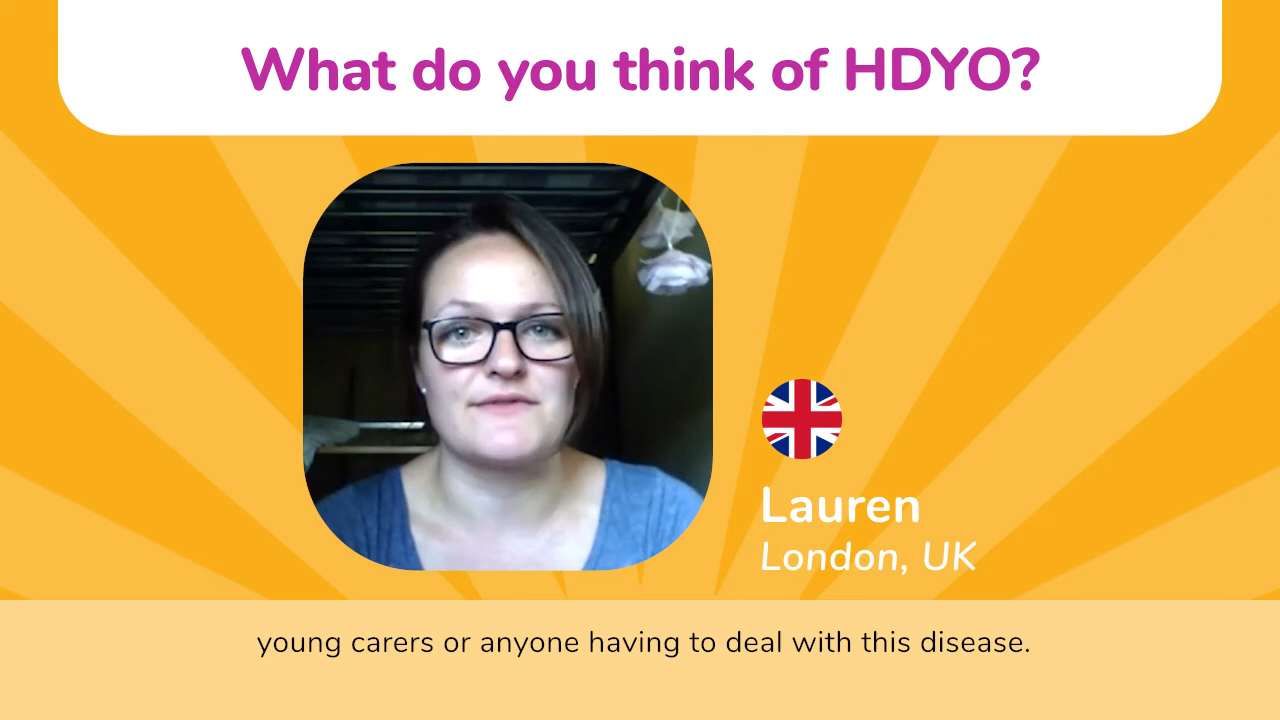 What do you think of HDYO?
Lauren
London, UK
young carers or anyone having to deal with this disease.